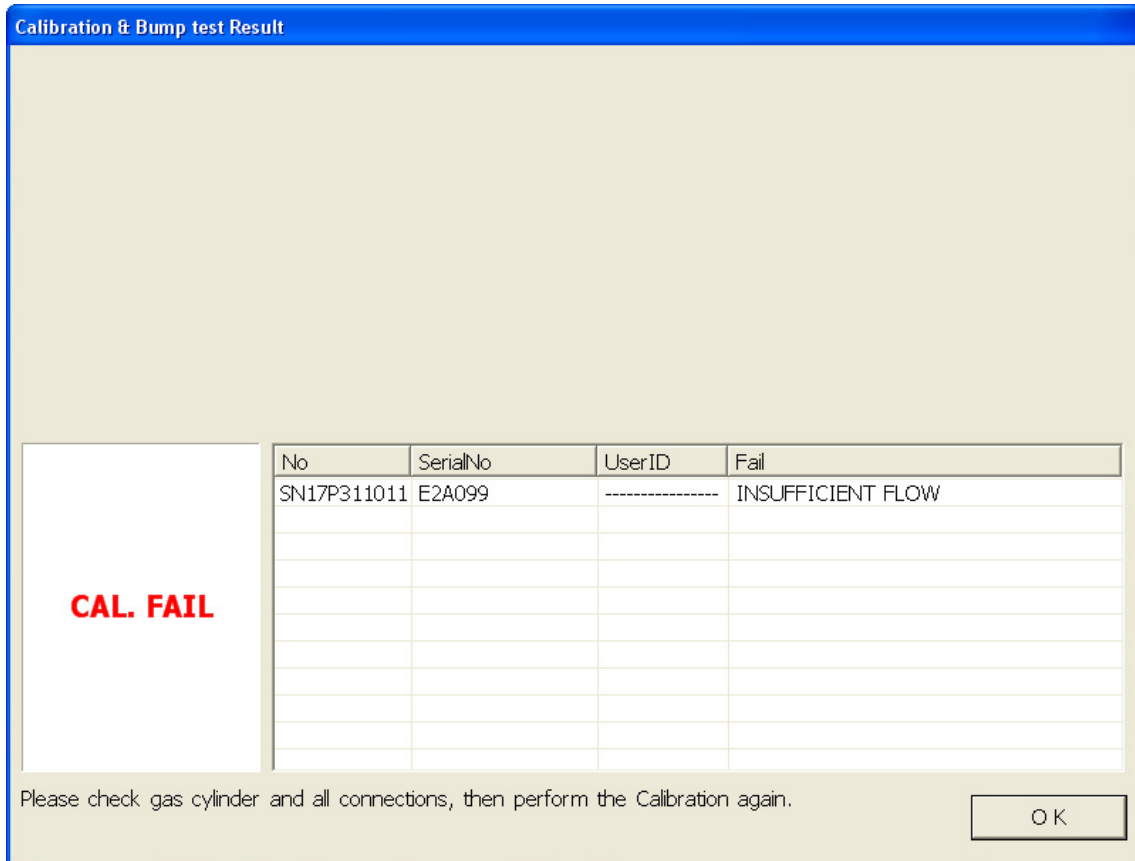 Calibration & Bump test Result
No SerialNo UserID Fail
SN17P311011 E2A099 ---------------- INSUFFICIENT FLOW
CAL. FAIL
Please check gas cylinder and all connections, then perform the Calibration again.
OK